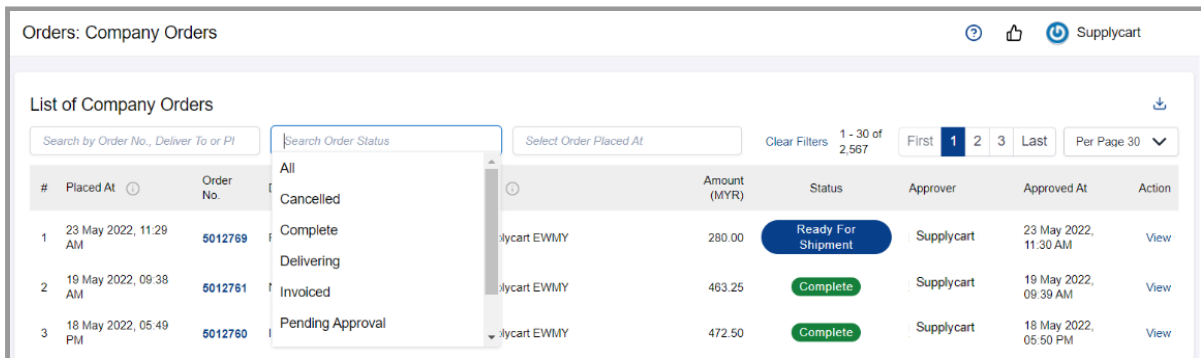 Orders: Company Orders
Supplycart
List of Company Orders
Search by Order No., Deliver To or Pl
Search Order Status
Select Order Placed At
Clear Filters
1 - 30 of
2,567
First 1 2 3 Last
Per Page 30
All
Cancelled
Complete
Delivering
Invoiced
Pending Approval
# Placed At Order No. Amount (MYR) Status Approver Approved At Action
1 23 May 2022, 11:29 AM 5012769 plycart EWMY 280.00 Ready For Shipment Supplycart 23 May 2022, 11:30 AM View
2 19 May 2022, 09:38 AM 5012761 plycart EWMY 463.25 Complete Supplycart 19 May 2022, 09:39 AM View
3 18 May 2022, 05:49 PM 5012760 plycart EWMY 472.50 Complete Supplycart 18 May 2022, 05:50 PM View